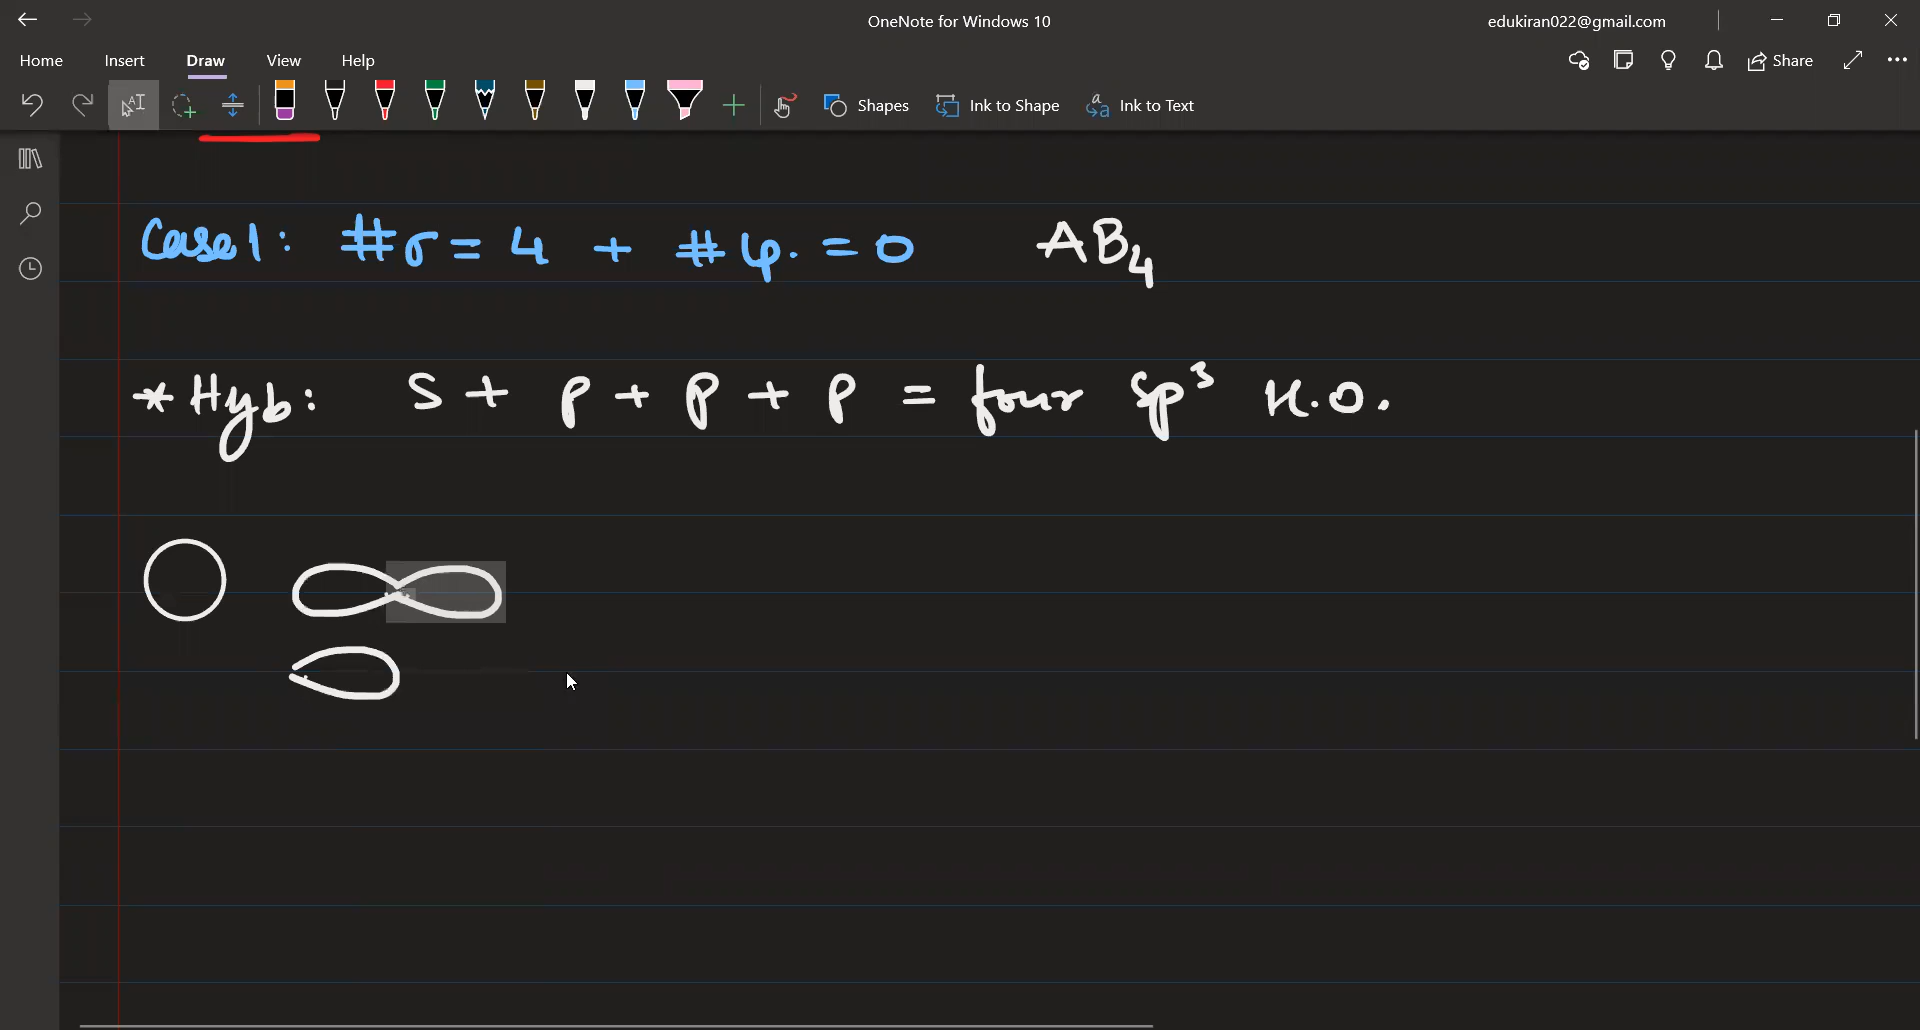 OneNote for Windows 10
edukiran022@gmail.com
Home Insert Draw View Help
Share
Shapes Ink to Shape Ink to Text
Case 1: #σ = 4 + #lp. = 0 AB₄
*Hyb: S + p + p + p = four Sp³ H.O.